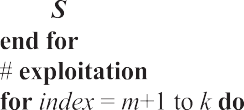 S
end for
# exploitation
for index = m+1 to k do